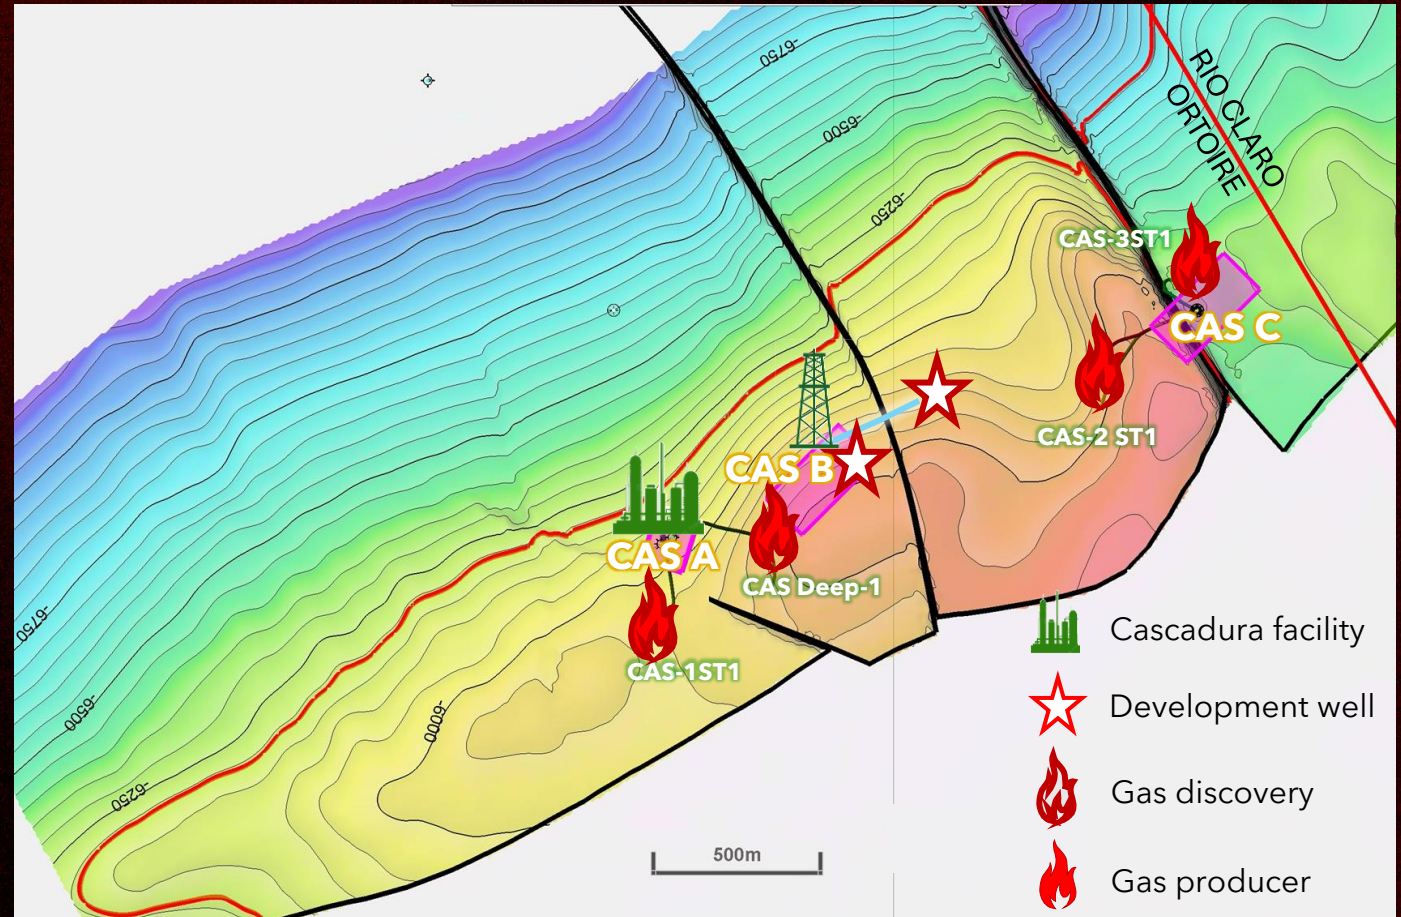 -6750
-6500
-6250
RIO CLARO
ORTOIRE
CAS-3ST1
CAS C
CAS-2 ST1
CAS B
CAS A
CAS Deep-1
CAS-1ST1
-6750
-6500
-6000
-6250
500m
Cascadura facility
Development well
Gas discovery
Gas producer